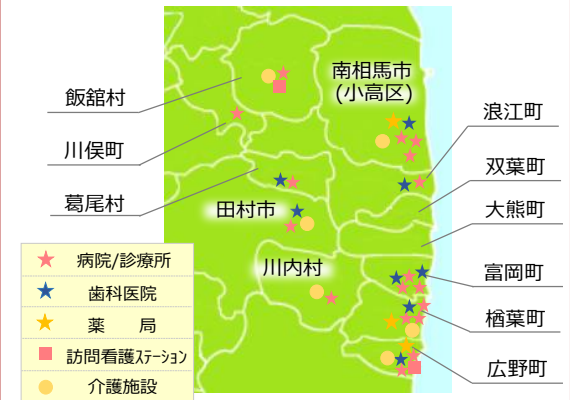 南相馬市
(小高区)
飯舘村
川俣町
葛尾村
田村市
川内村
浪江町
双葉町
大熊町
富岡町
楢葉町
広野町
病院/診療所
歯科医院
薬　局
訪問看護ｽﾃｰｼｮﾝ
介護施設